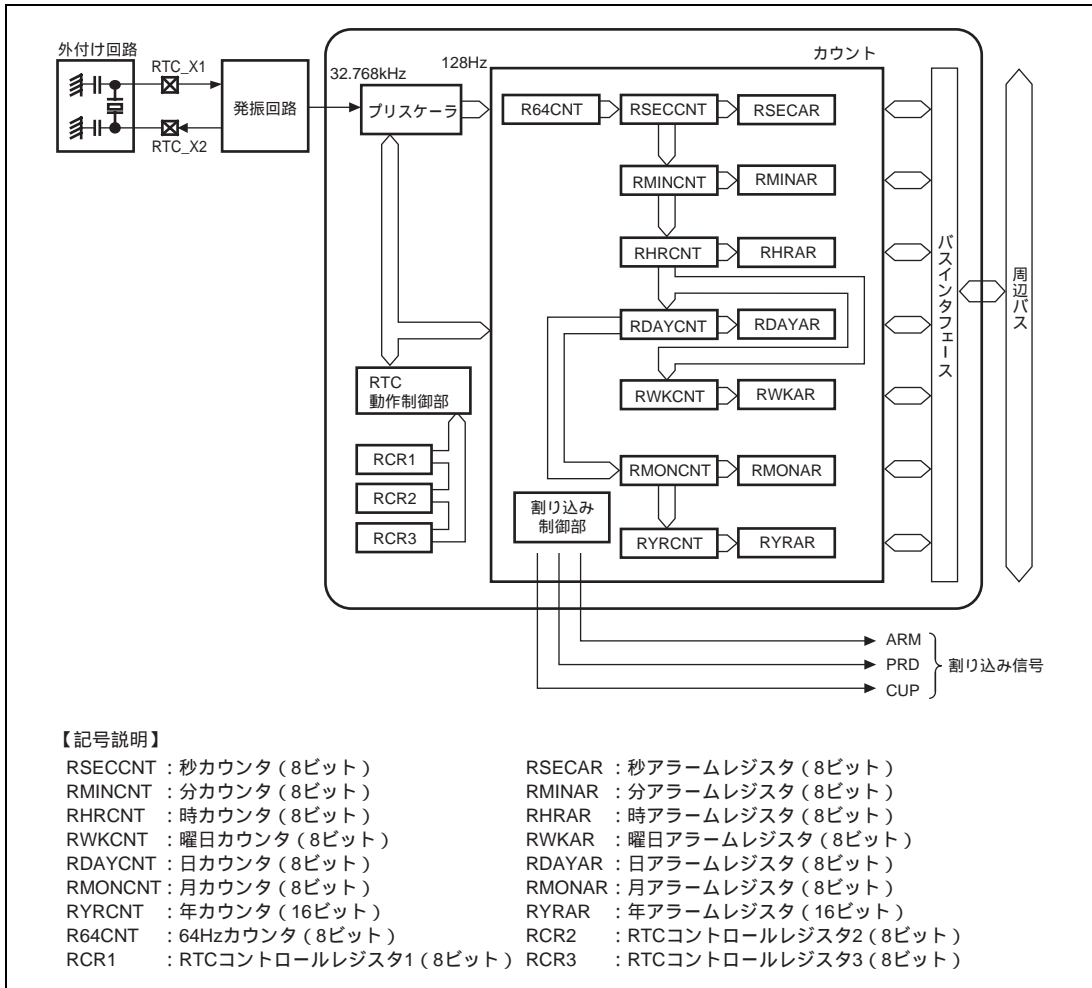 外付け回路
RTC_X1
RTC_X2
発振回路
32.768kHz
プリスケーラ
128Hz
カウント
R64CNT
RSECCNT
RSECAR
RMINCNT
RMINAR
RHRCNT
RHRAR
RDAYCNT
RDAYAR
RWKCNT
RWKAR
RMONCNT
RMONAR
RYRCNT
RYRAR
RTC
動作制御部
RCR1
RCR2
RCR3
割り込み
制御部
バスインタフェース
周辺バス
ARM
PRD
CUP
割り込み信号
【記号説明】
RSECCNT :秒カウンタ(8ビット) RSECAR :秒アラームレジスタ(8ビット)
RMINCNT :分カウンタ(8ビット) RMINAR :分アラームレジスタ(8ビット)
RHRCNT :時カウンタ(8ビット) RHRAR :時アラームレジスタ(8ビット)
RWKCNT :曜日カウンタ(8ビット) RWKAR :曜日アラームレジスタ(8ビット)
RDAYCNT :日カウンタ(8ビット) RDAYAR :日アラームレジスタ(8ビット)
RMONCNT :月カウンタ(8ビット) RMONAR :月アラームレジスタ(8ビット)
RYRCNT :年カウンタ(16ビット) RYRAR :年アラームレジスタ(16ビット)
R64CNT :64Hzカウンタ(8ビット) RCR2 :RTCコントロールレジスタ2(8ビット)
RCR1 :RTCコントロールレジスタ1(8ビット) RCR3 :RTCコントロールレジスタ3(8ビット)